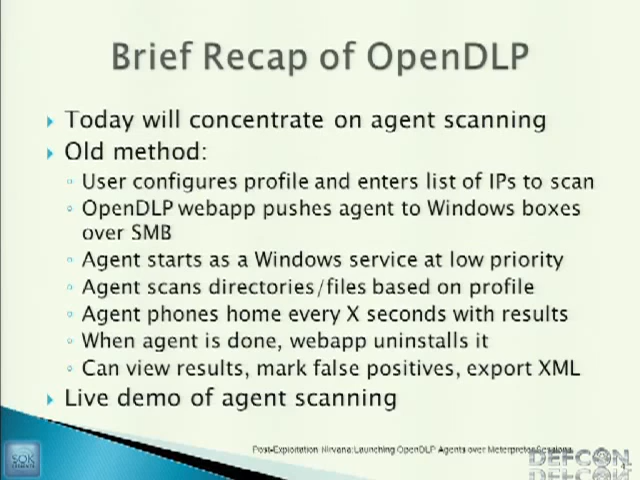 Brief Recap of OpenDLP
Today will concentrate on agent scanning
Old method:
User configures profile and enters list of IPs to scan
OpenDLP webapp pushes agent to Windows boxes
over SMB
Agent starts as a Windows service at low priority
Agent scans directories/files based on profile
Agent phones home every X seconds with results
When agent is done, webapp uninstalls it
Can view results, mark false positives, export XML
Live demo of agent scanning
Post-Exploitation Nirvana: Launching OpenDLP Agents over Meterpreter Sessions
DEFCON
SOK